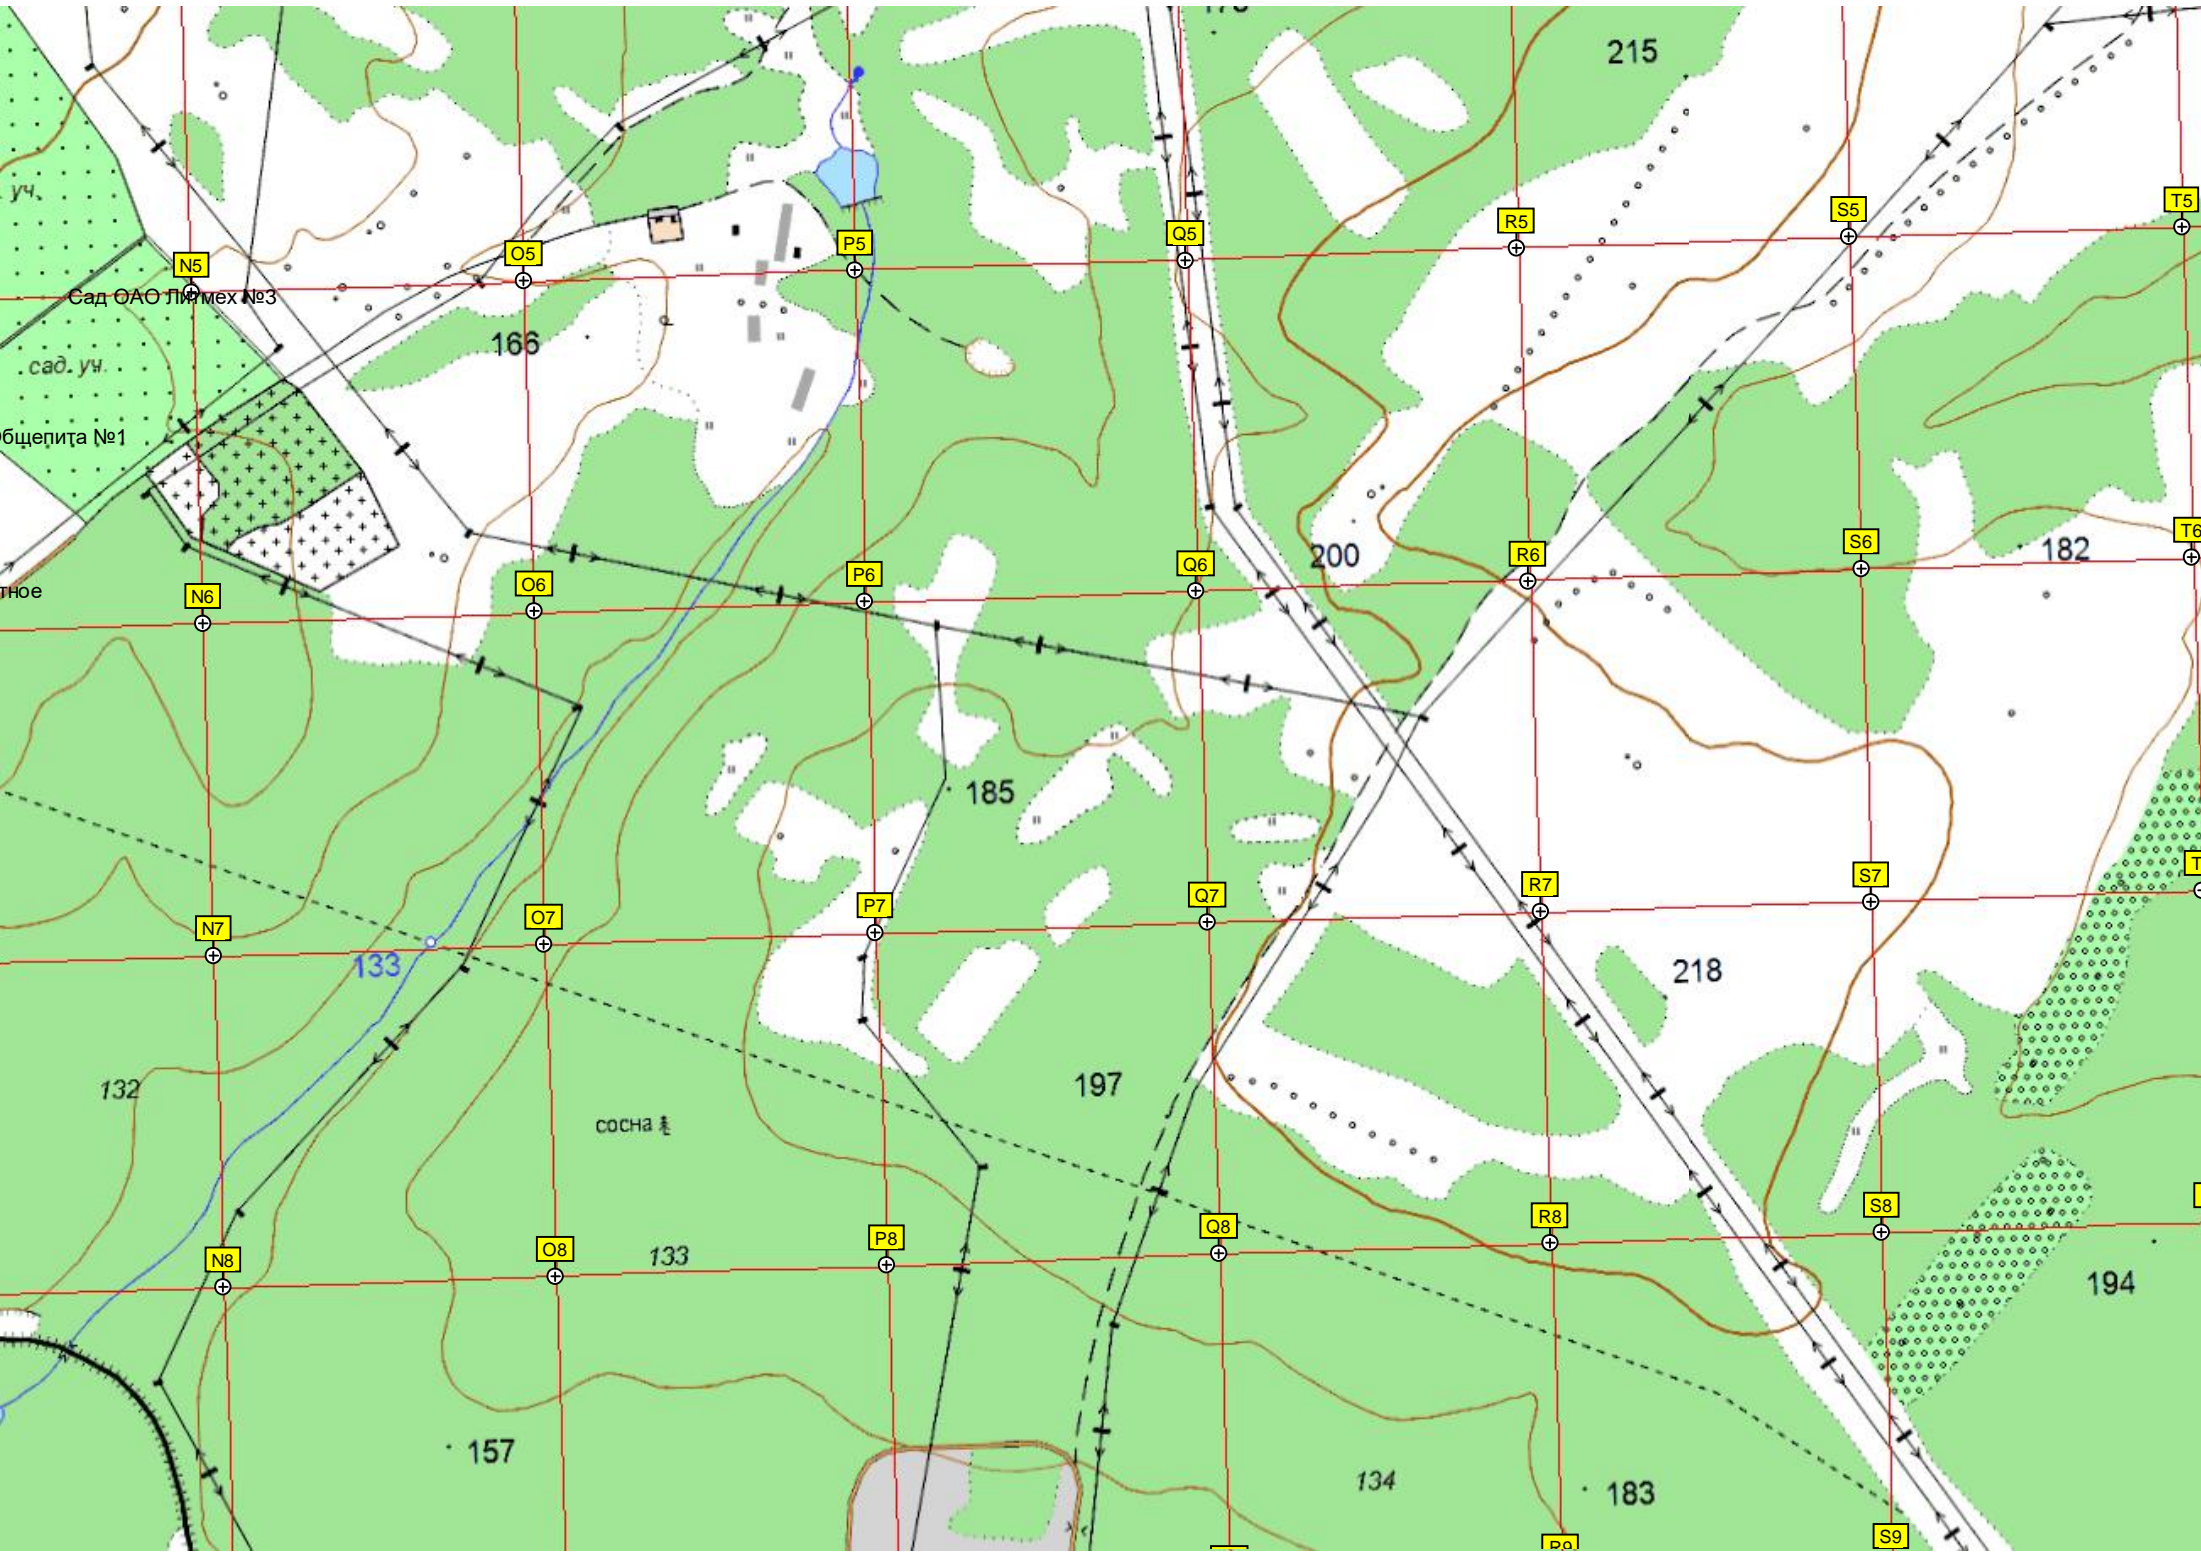 215
уч.
T5
S5
R5
Q5
P5
O5
N5
Сад ОАО Литмех №3
166
сад. уч.
Общепита №1
200
182
T6
S6
R6
Q6
P6
O6
N6
тное
185
S7
R7
Q7
P7
O7
N7
133
218
132
197
сосна
S8
R8
Q8
P8
O8
N8
133
194
157
134
183
S9
R9